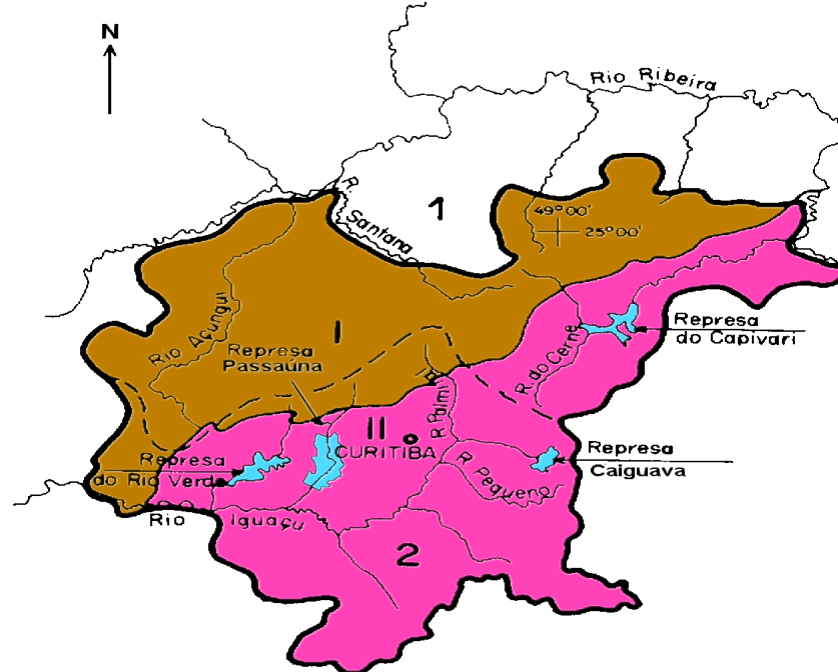 N
Rio Ribeira
R. Santana
1
49°00'
25°00'
Rio Açungui
I
Represa
Passaúna
Represa
do Capivari
R. do Cerne
R. Palmi
II
CURITIBA
Represa
do Rio Verde
Represa
Caiguava
R. Pequeno
Rio Iguaçu
2